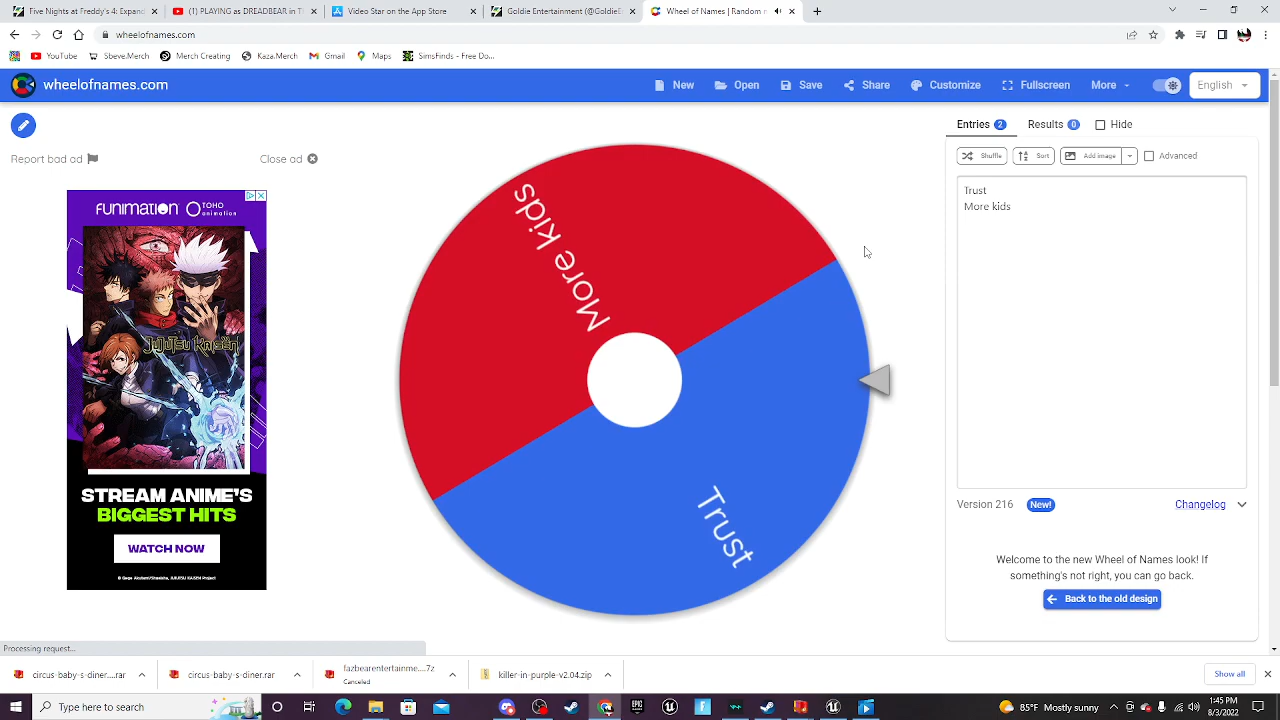 Five Nights at Freddy's 4: Expand
(1) PLAYING as DREADBEAR in T
Video Star on the App Store
Goldie Entertainment (@GoldieE
Wheel of Names | Random n
wheelofnames.com
YouTube
Steve.Merch
Merch Creating
Kaza.Merch
Gmail
Maps
SimsFinds - Free Do...
wheelofnames.com
New
Open
Save
Share
Customize
Fullscreen
More
English
Entries 2
Results 0
Hide
Report bad ad
Close ad
Shuffle
Sort
Add image
Advanced
Trust
More kids
FUNIMATION
TOHO animation
JUJUTSU KAISEN
STREAM ANIME'S
BIGGEST HITS
WATCH NOW
More kids
Trust
Version 216
New!
Changelog
Welcome to the new Wheel of Names look! If
something's not right, you can go back.
Back to the old design
Processing request...
circus-baby-s-diner....rar
circus-baby-s-diner.rar
fazbearentertainme....7z
Canceled
killer-in-purple-v2.04.zip
Show all
Type here to search
85°F Mostly sunny
1:45 PM
8/3/2022